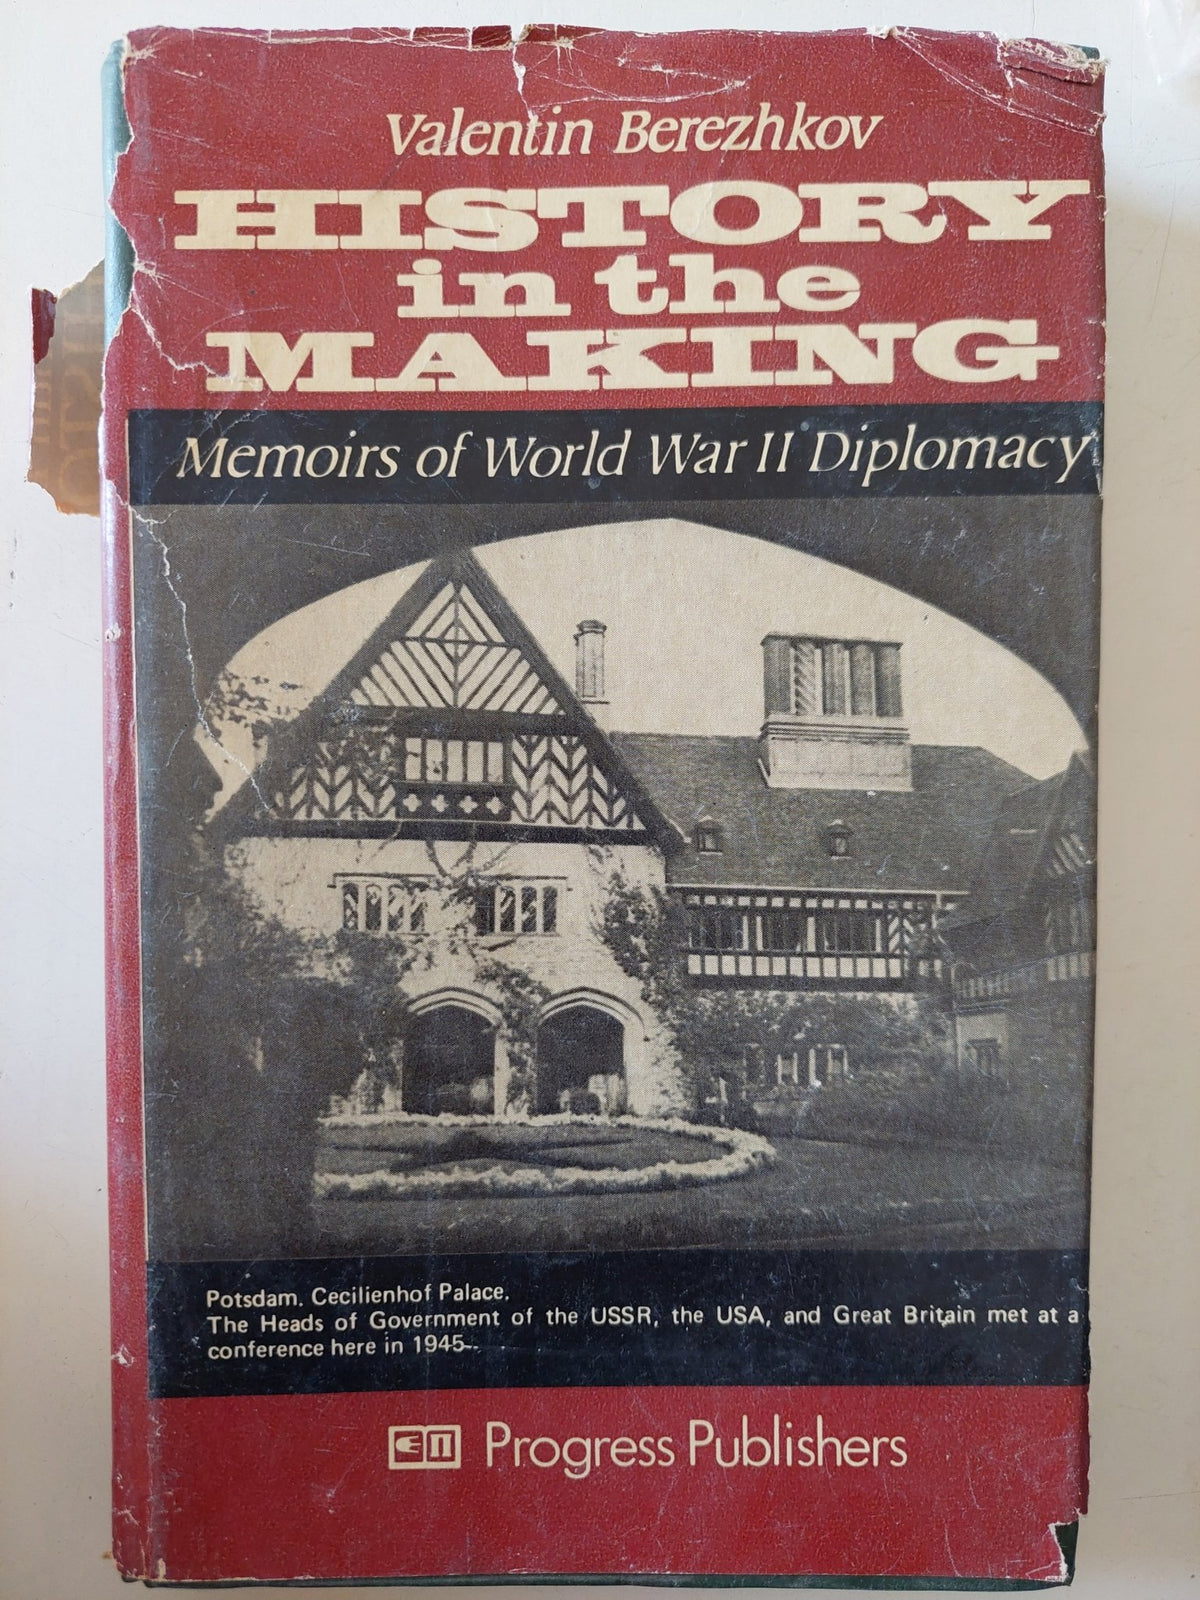 Valentin Berezhkov
HISTORY
in the
MAKING
Memoirs of World War II Diplomacy
Potsdam. Cecilienhof Palace.
The Heads of Government of the USSR, the USA, and Great Britain met at a
conference here in 1945.
Progress Publishers